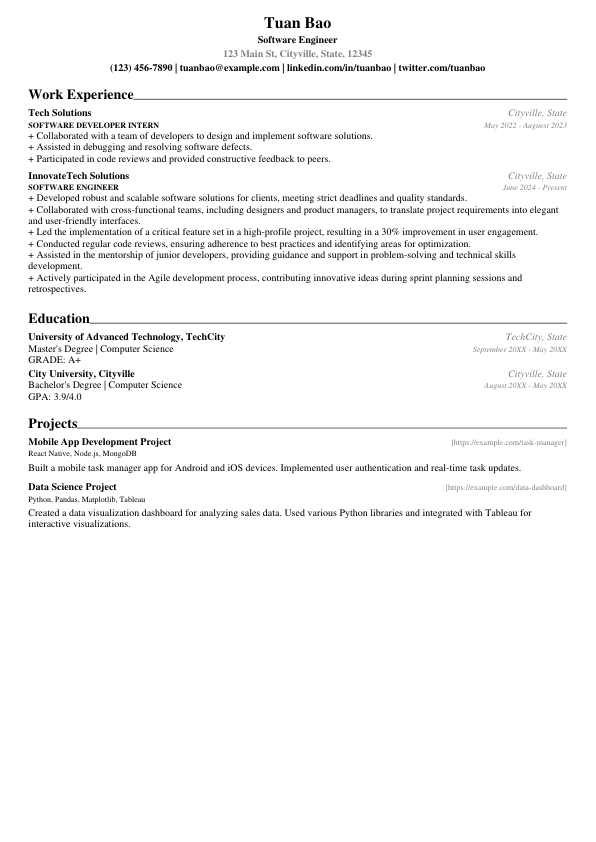 Tuan Bao
Software Engineer
123 Main St, Cityville, State, 12345
(123) 456-7890 | tuanbao@example.com | linkedin.com/in/tuanbao | twitter.com/tuanbao
Work Experience
Tech Solutions Cityville, State
SOFTWARE DEVELOPER INTERN May 2022 - Auguest 2023
+ Collaborated with a team of developers to design and implement software solutions.
+ Assisted in debugging and resolving software defects.
+ Participated in code reviews and provided constructive feedback to peers.
InnovateTech Solutions Cityville, State
SOFTWARE ENGINEER June 2024 - Present
+ Developed robust and scalable software solutions for clients, meeting strict deadlines and quality standards.
+ Collaborated with cross-functional teams, including designers and product managers, to translate project requirements into elegant
and user-friendly interfaces.
+ Led the implementation of a critical feature set in a high-profile project, resulting in a 30% improvement in user engagement.
+ Conducted regular code reviews, ensuring adherence to best practices and identifying areas for optimization.
+ Assisted in the mentorship of junior developers, providing guidance and support in problem-solving and technical skills
development.
+ Actively participated in the Agile development process, contributing innovative ideas during sprint planning sessions and
retrospectives.
Education
University of Advanced Technology, TechCity TechCity, State
Master's Degree | Computer Science September 20XX - May 20XX
GRADE: A+
City University, Cityville Cityville, State
Bachelor's Degree | Computer Science August 20XX - May 20XX
GPA: 3.9/4.0
Projects
Mobile App Development Project [https://example.com/task-manager]
React Native, Node.js, MongoDB
Built a mobile task manager app for Android and iOS devices. Implemented user authentication and real-time task updates.
Data Science Project [https://example.com/data-dashboard]
Python, Pandas, Matplotlib, Tableau
Created a data visualization dashboard for analyzing sales data. Used various Python libraries and integrated with Tableau for
interactive visualizations.